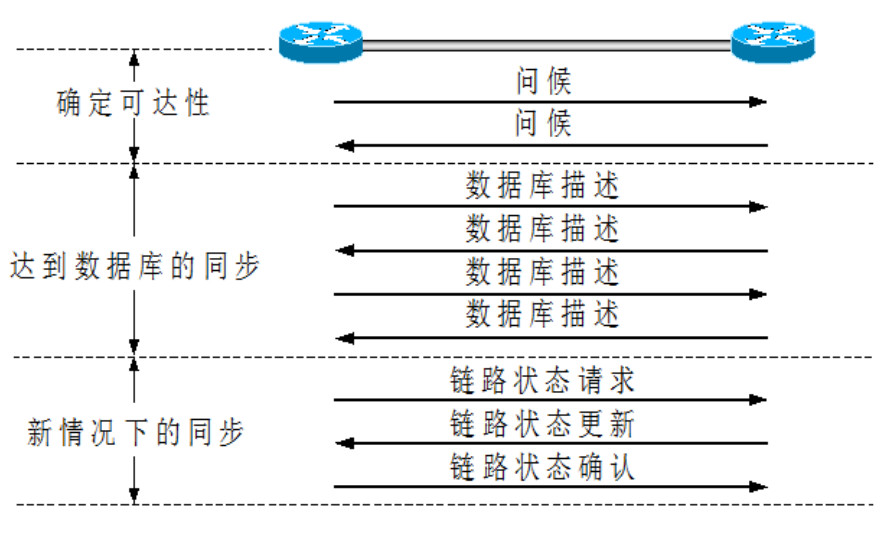 问候
确定可达性
问候
数据库描述
数据库描述
达到数据库的同步
数据库描述
数据库描述
链路状态请求
新情况下的同步
链路状态更新
链路状态确认